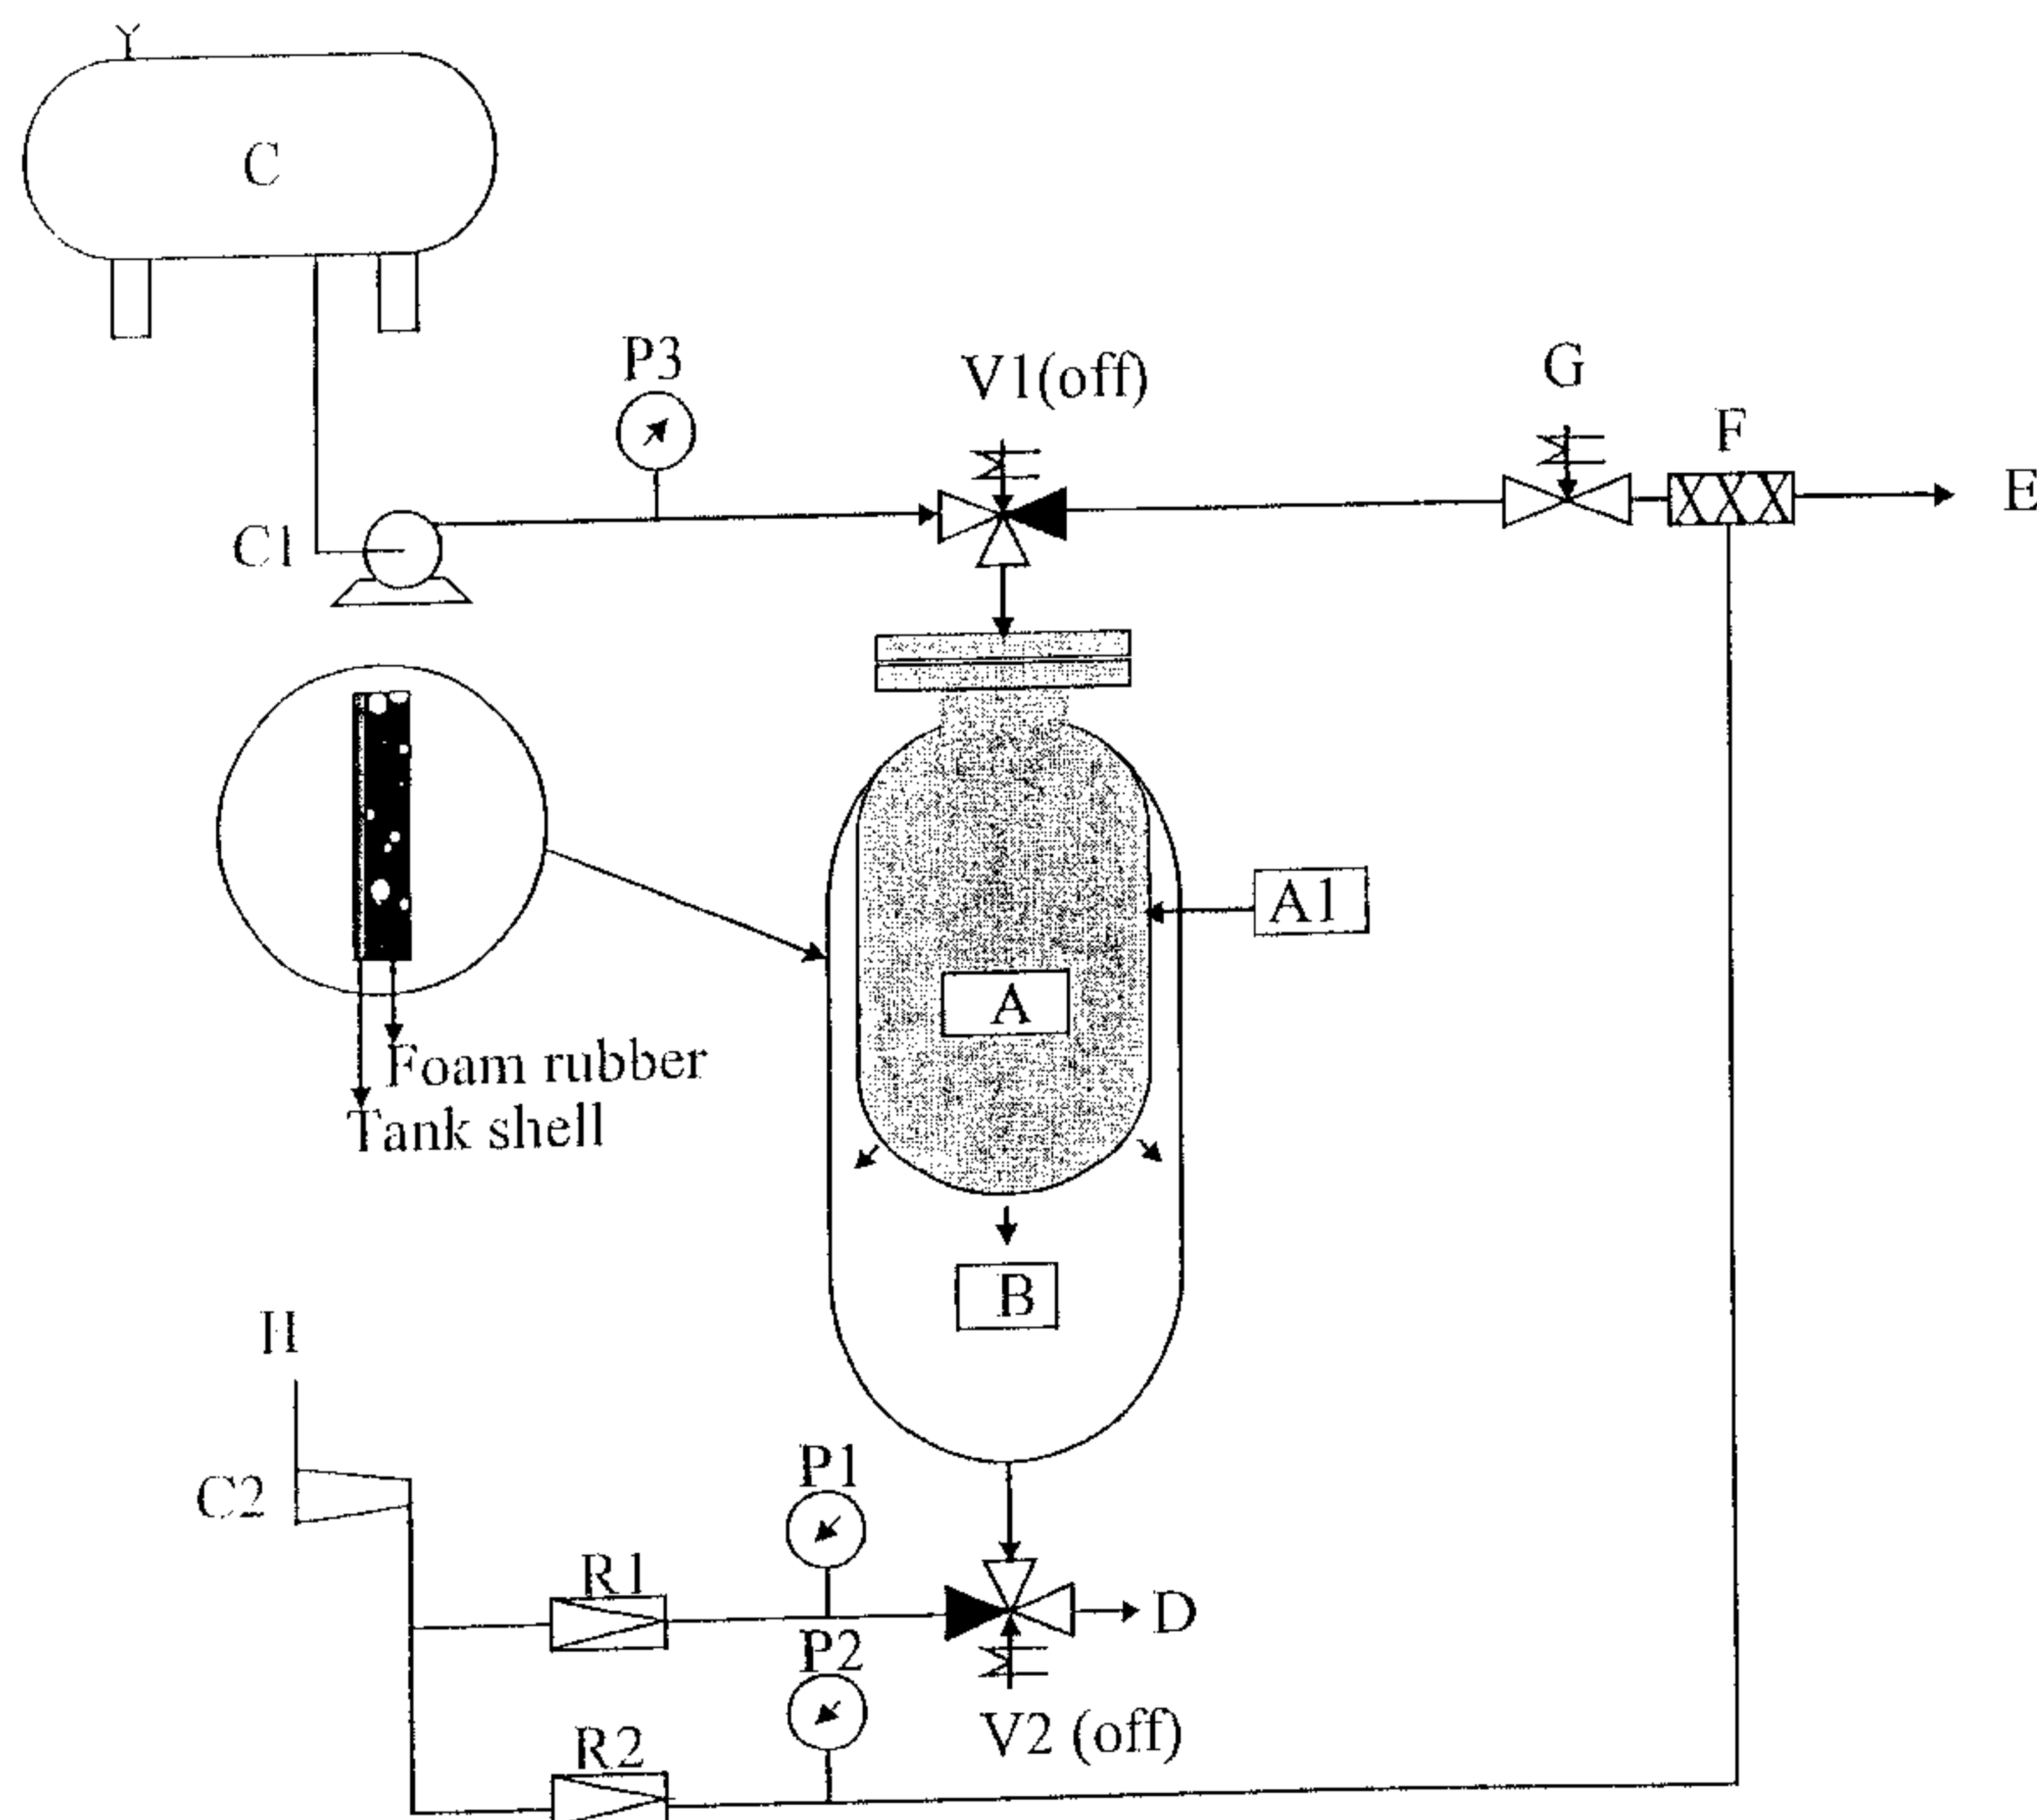 C
P3
V1(off)
G
F
E
C1
A1
A
Foam rubber
Tank shell
B
H
P1
C2
R1
D
P2
V2 (off)
R2